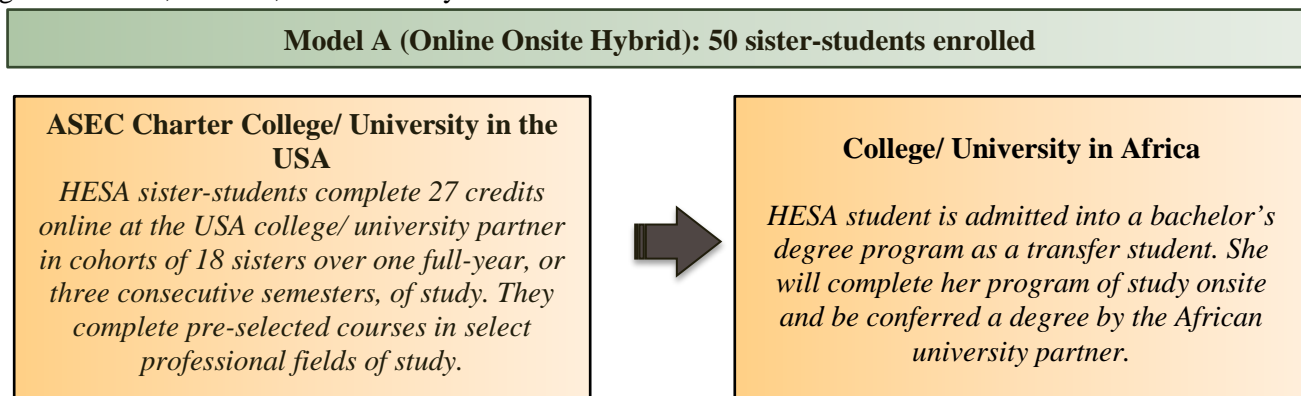 Model A (Online Onsite Hybrid): 50 sister-students enrolled
ASEC Charter College/ University in the
USA
HESA sister-students complete 27 credits
online at the USA college/ university partner
in cohorts of 18 sisters over one full-year, or
three consecutive semesters, of study. They
complete pre-selected courses in select
professional fields of study.
College/ University in Africa
HESA student is admitted into a bachelor's
degree program as a transfer student. She
will complete her program of study onsite
and be conferred a degree by the African
university partner.